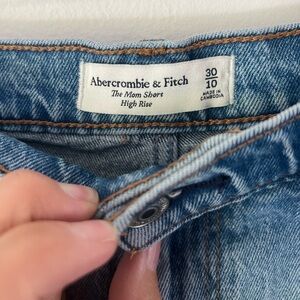 Abercrombie & Fitch
The Mom Short
High Rise
30
10
MADE IN
CAMBODIA